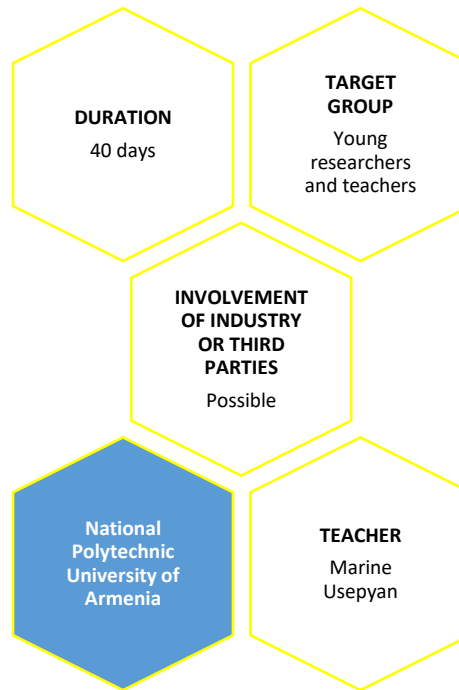 DURATION
40 days
TARGET
GROUP
Young
researchers
and teachers
INVOLVEMENT
OF INDUSTRY
OR THIRD
PARTIES
Possible
National
Polytechnic
University of
Armenia
TEACHER
Marine
Usepyan